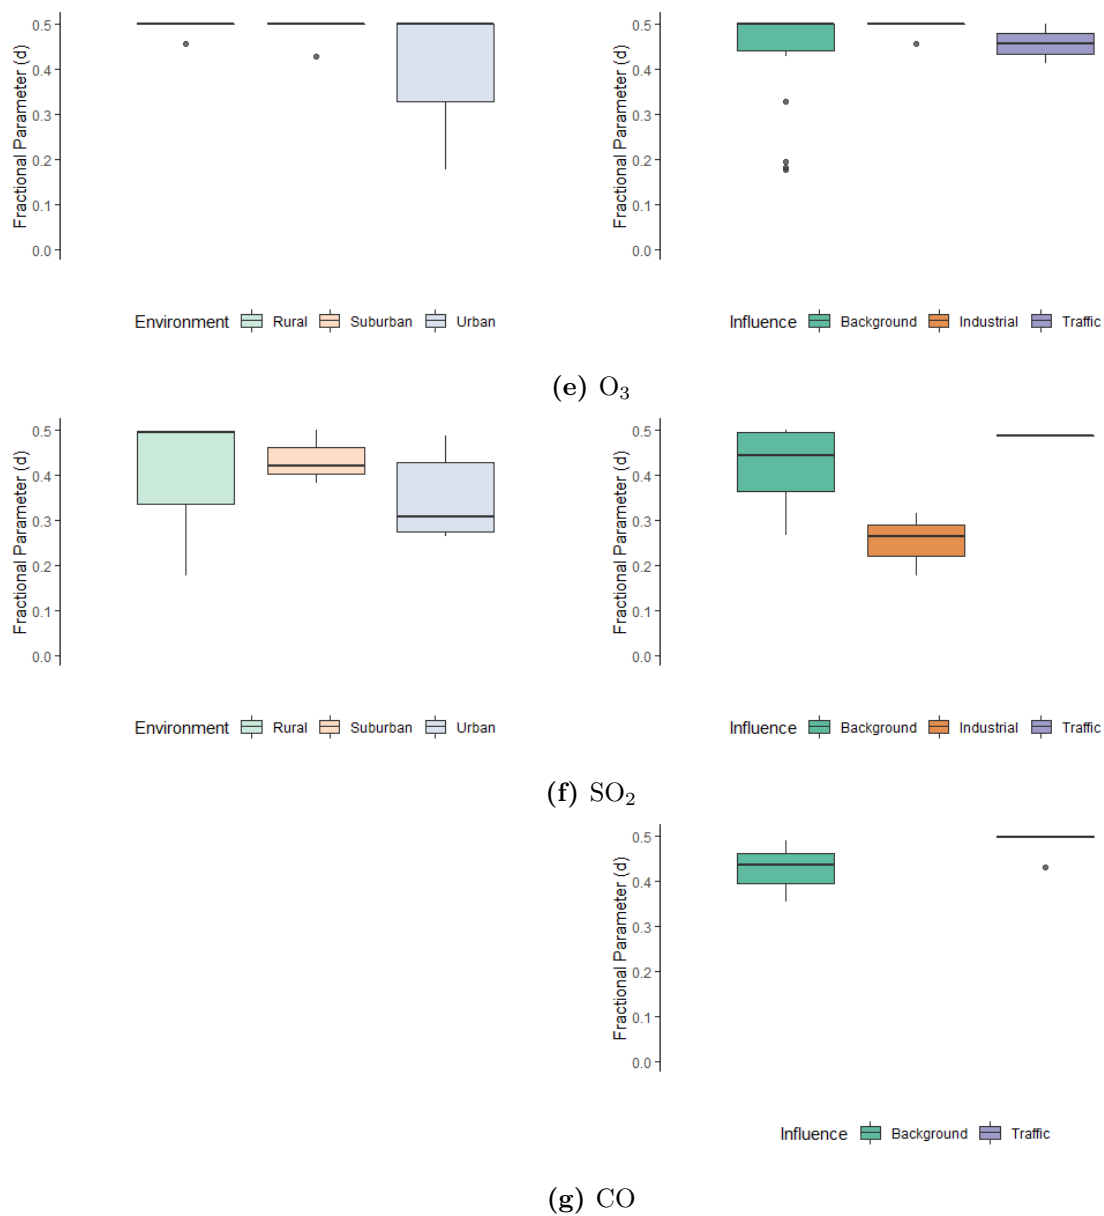 Fractional Parameter (d)
0.5
0.4
0.3
0.2
0.1
0.0
Environment Rural Suburban Urban
Fractional Parameter (d)
0.5
0.4
0.3
0.2
0.1
0.0
Influence Background Industrial Traffic
(e) O₃
Fractional Parameter (d)
0.5
0.4
0.3
0.2
0.1
0.0
Environment Rural Suburban Urban
Fractional Parameter (d)
0.5
0.4
0.3
0.2
0.1
0.0
Influence Background Industrial Traffic
(f) SO₂
Fractional Parameter (d)
0.5
0.4
0.3
0.2
0.1
0.0
Influence Background Traffic
(g) CO